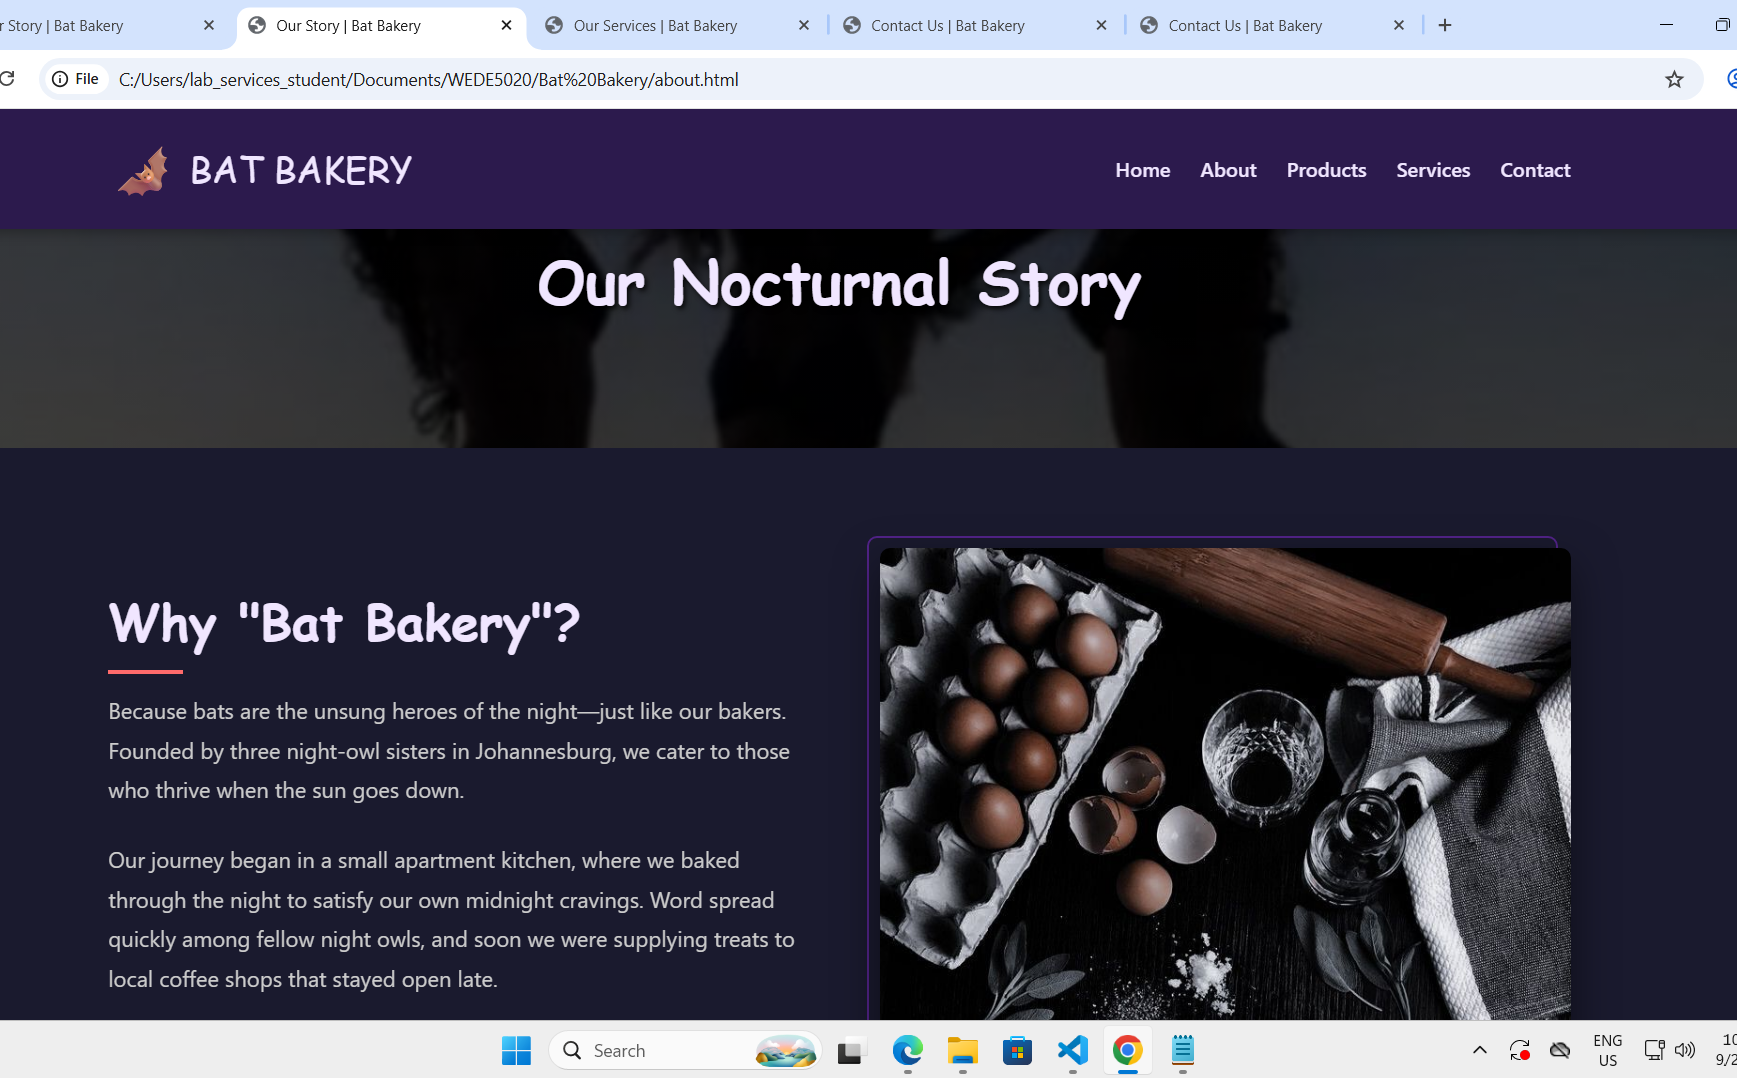 r Story | Bat Bakery
Our Story | Bat Bakery
Our Services | Bat Bakery
Contact Us | Bat Bakery
Contact Us | Bat Bakery
File
C:/Users/lab_services_student/Documents/WEDE5020/Bat%20Bakery/about.html
BAT BAKERY
Home
About
Products
Services
Contact
Our Nocturnal Story
Why "Bat Bakery"?
Because bats are the unsung heroes of the night—just like our bakers.
Founded by three night-owl sisters in Johannesburg, we cater to those
who thrive when the sun goes down.
Our journey began in a small apartment kitchen, where we baked
through the night to satisfy our own midnight cravings. Word spread
quickly among fellow night owls, and soon we were supplying treats to
local coffee shops that stayed open late.
Search
ENG
US
10
9/2